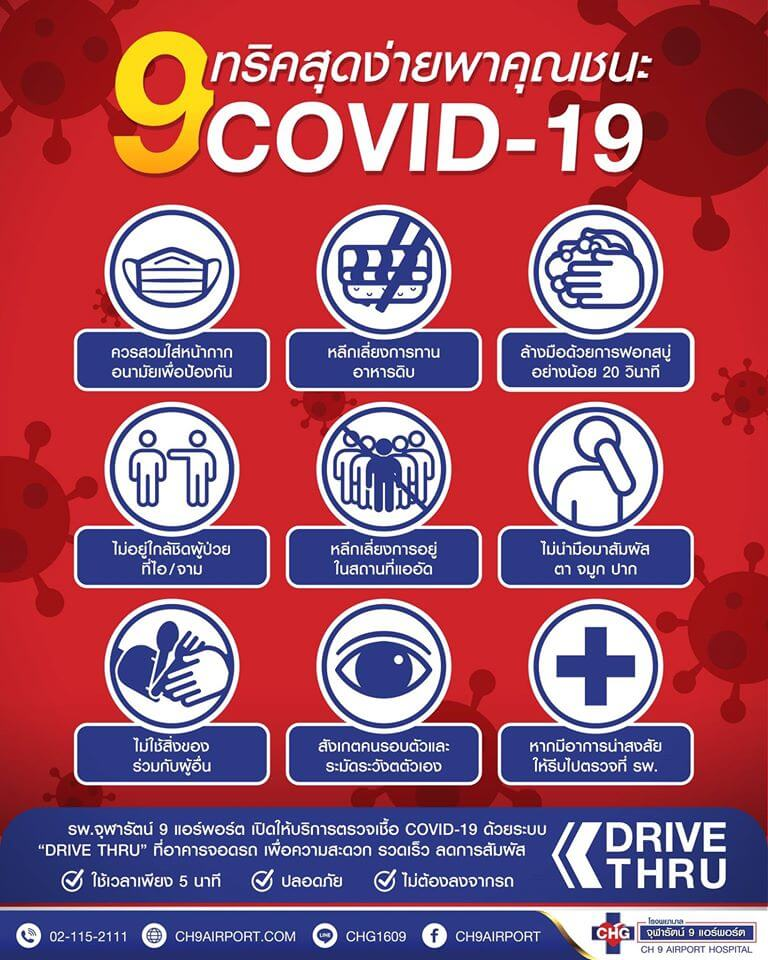 9 ทริคสุดง่ายพาคุณชนะ
COVID-19
ควรสวมใส่หน้ากาก
อนามัยเพื่อป้องกัน
หลีกเลี่ยงการทาน
อาหารดิบ
ล้างมือด้วยการฟอกสบู่
อย่างน้อย 20 วินาที
ไม่อยู่ใกล้ชิดผู้ป่วย
ที่ไอ/จาม
หลีกเลี่ยงการอยู่
ในสถานที่แออัด
ไม่นำมือมาสัมผัส
ตา จมูก ปาก
ไม่ใช้สิ่งของ
ร่วมกับผู้อื่น
สังเกตคนรอบตัวและ
ระมัดระวังตตัวเอง
หากมีอาการน่าสงสัย
ให้รีบไปตรวจที่ รพ.
รพ.จุฬารัตน์ 9 แอร์พอร์ต เปิดให้บริการตรวจเชื้อ COVID-19 ด้วยระบบ
“DRIVE THRU” ที่อาคารจอดรถ เพื่อความสะดวก รวดเร็ว ลดการสัมผัส
ใช้เวลาเพียง 5 นาที ปลอดภัย ไม่ต้องลงจากรถ
DRIVE
THRU
02-115-2111 CH9AIRPORT.COM LINE CHG1609 f CH9AIRPORT
CHG
โรงพยาบาล
จุฬารัตน์ 9 แอร์พอร์ต
CH 9 AIRPORT HOSPITAL